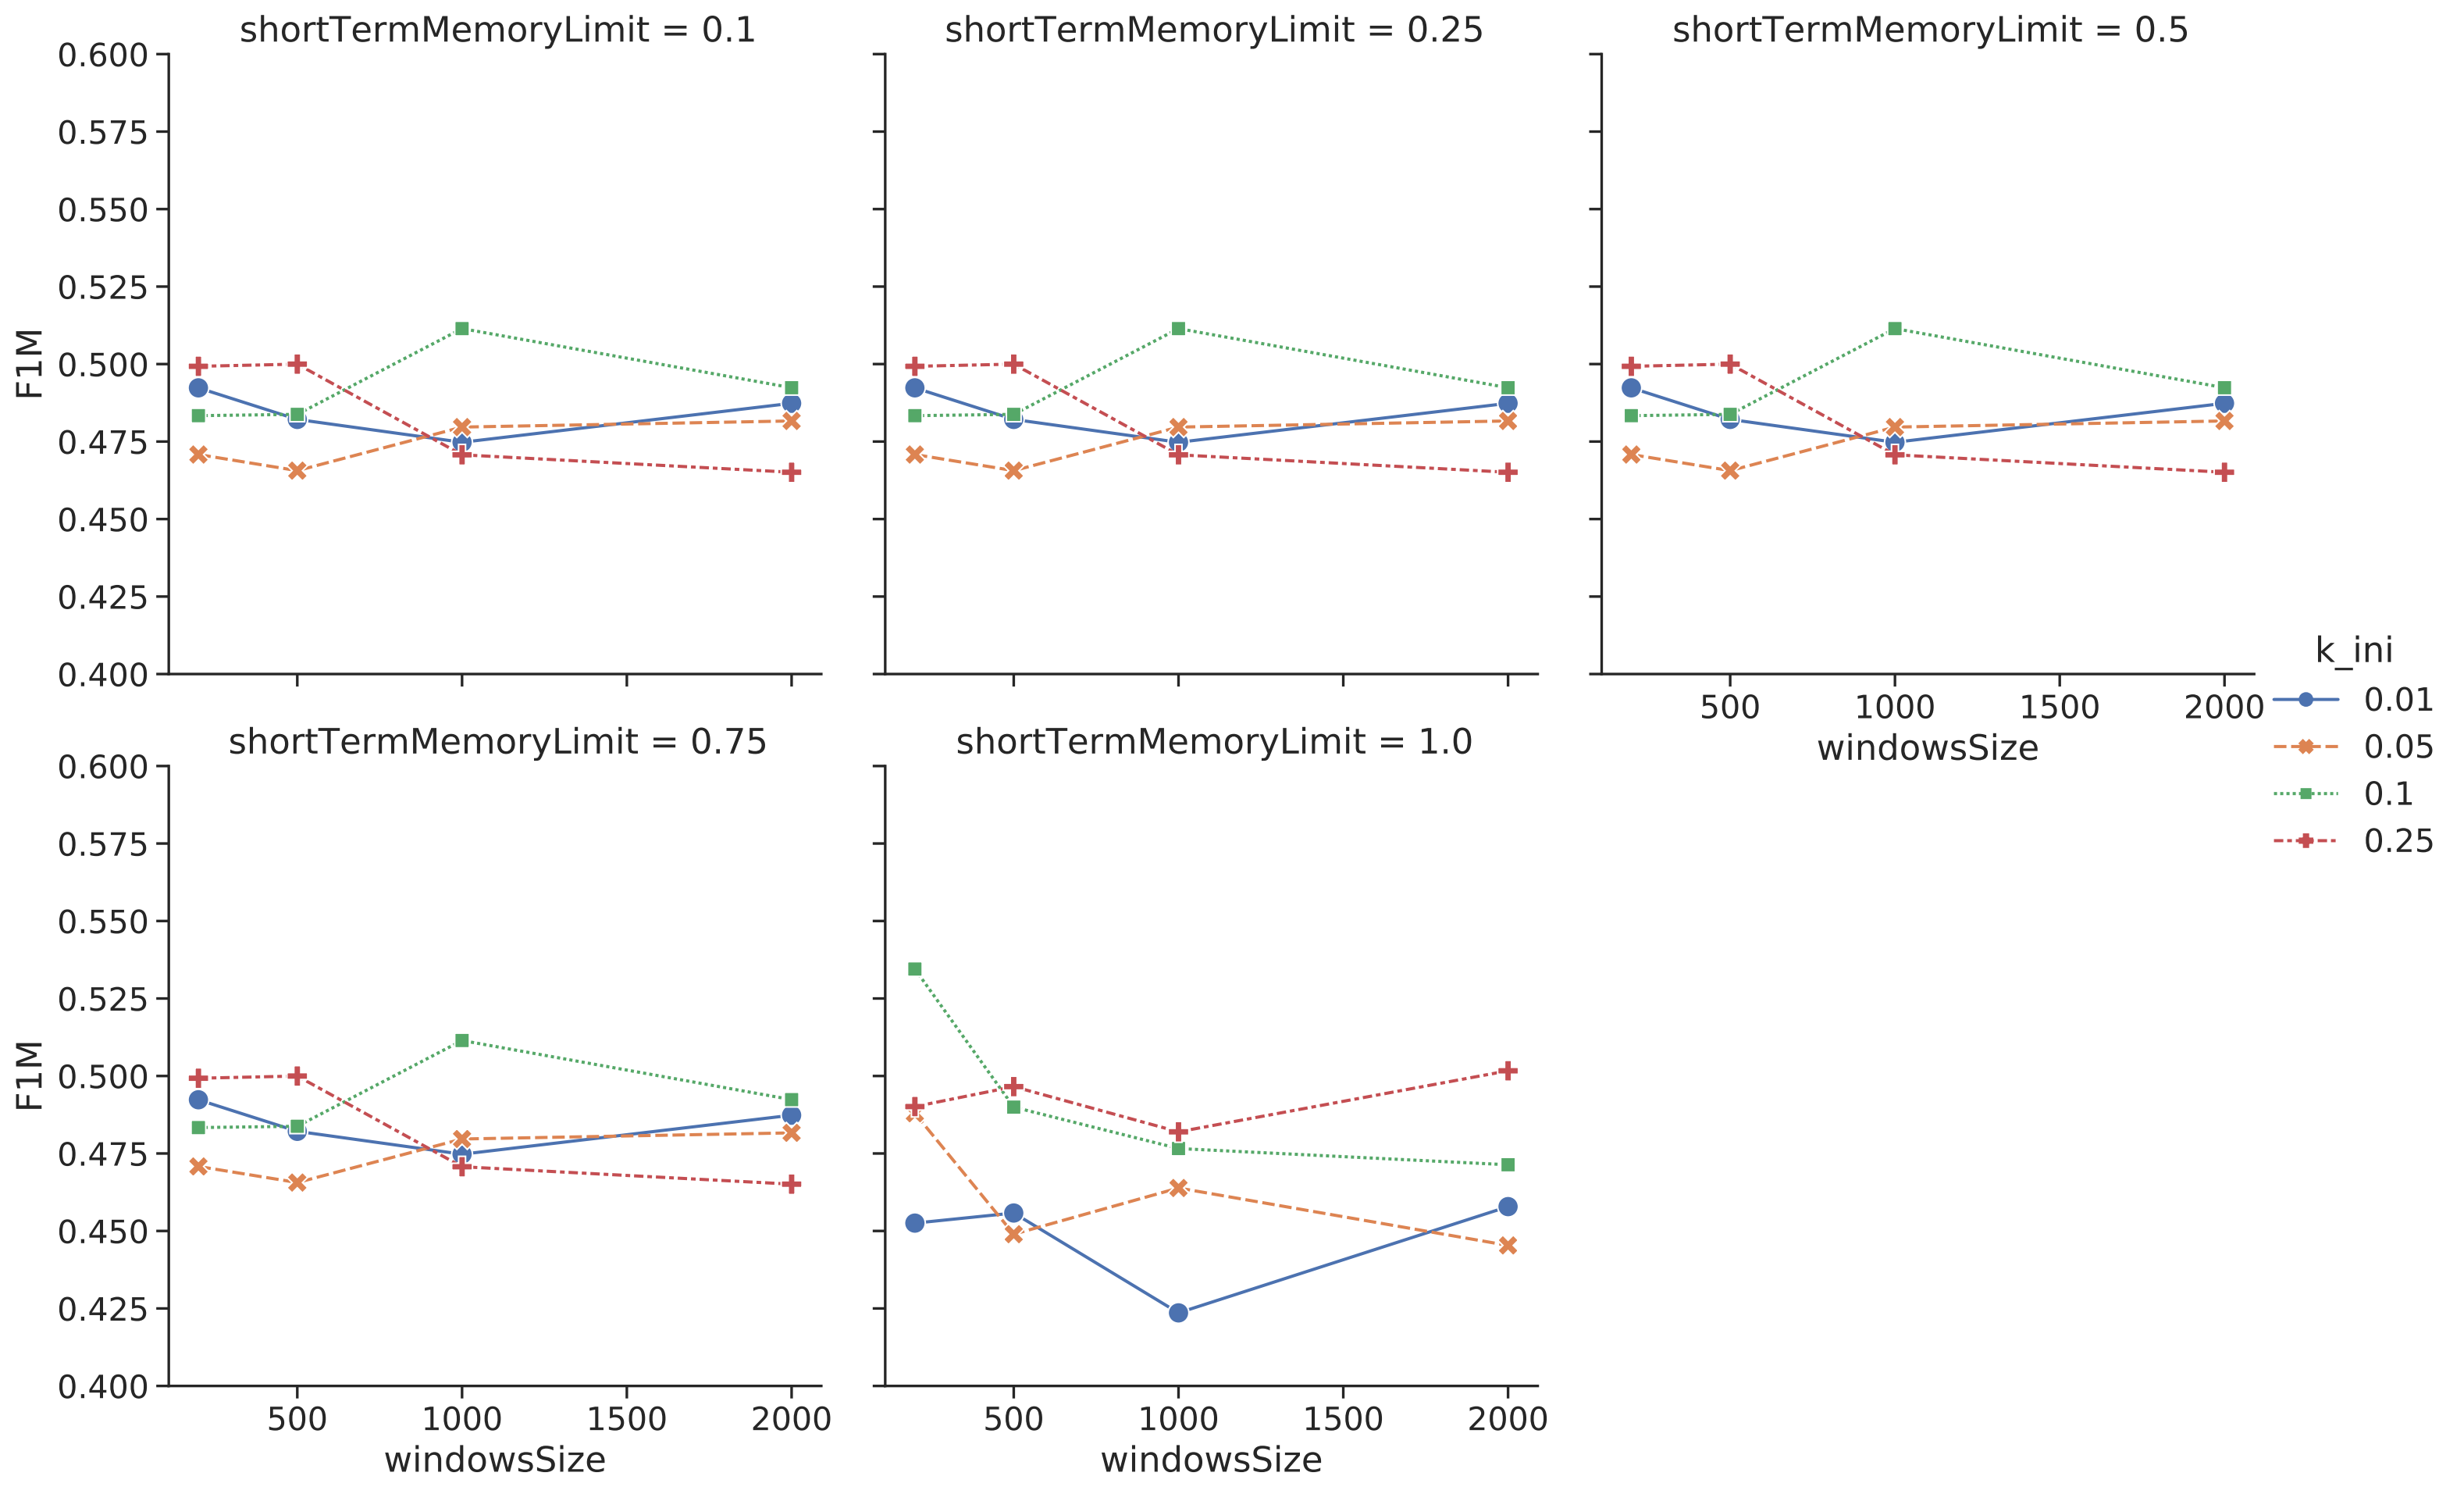 shortTermMemoryLimit = 0.1
shortTermMemoryLimit = 0.25
shortTermMemoryLimit = 0.5
0.600
0.575
0.550
0.525
0.500
0.475
0.450
0.425
0.400
F1M
500 1000 1500 2000
windowsSize
k_ini
0.01
0.05
0.1
0.25
shortTermMemoryLimit = 0.75
shortTermMemoryLimit = 1.0
0.600
0.575
0.550
0.525
0.500
0.475
0.450
0.425
0.400
F1M
500 1000 1500 2000
windowsSize
500 1000 1500 2000
windowsSize